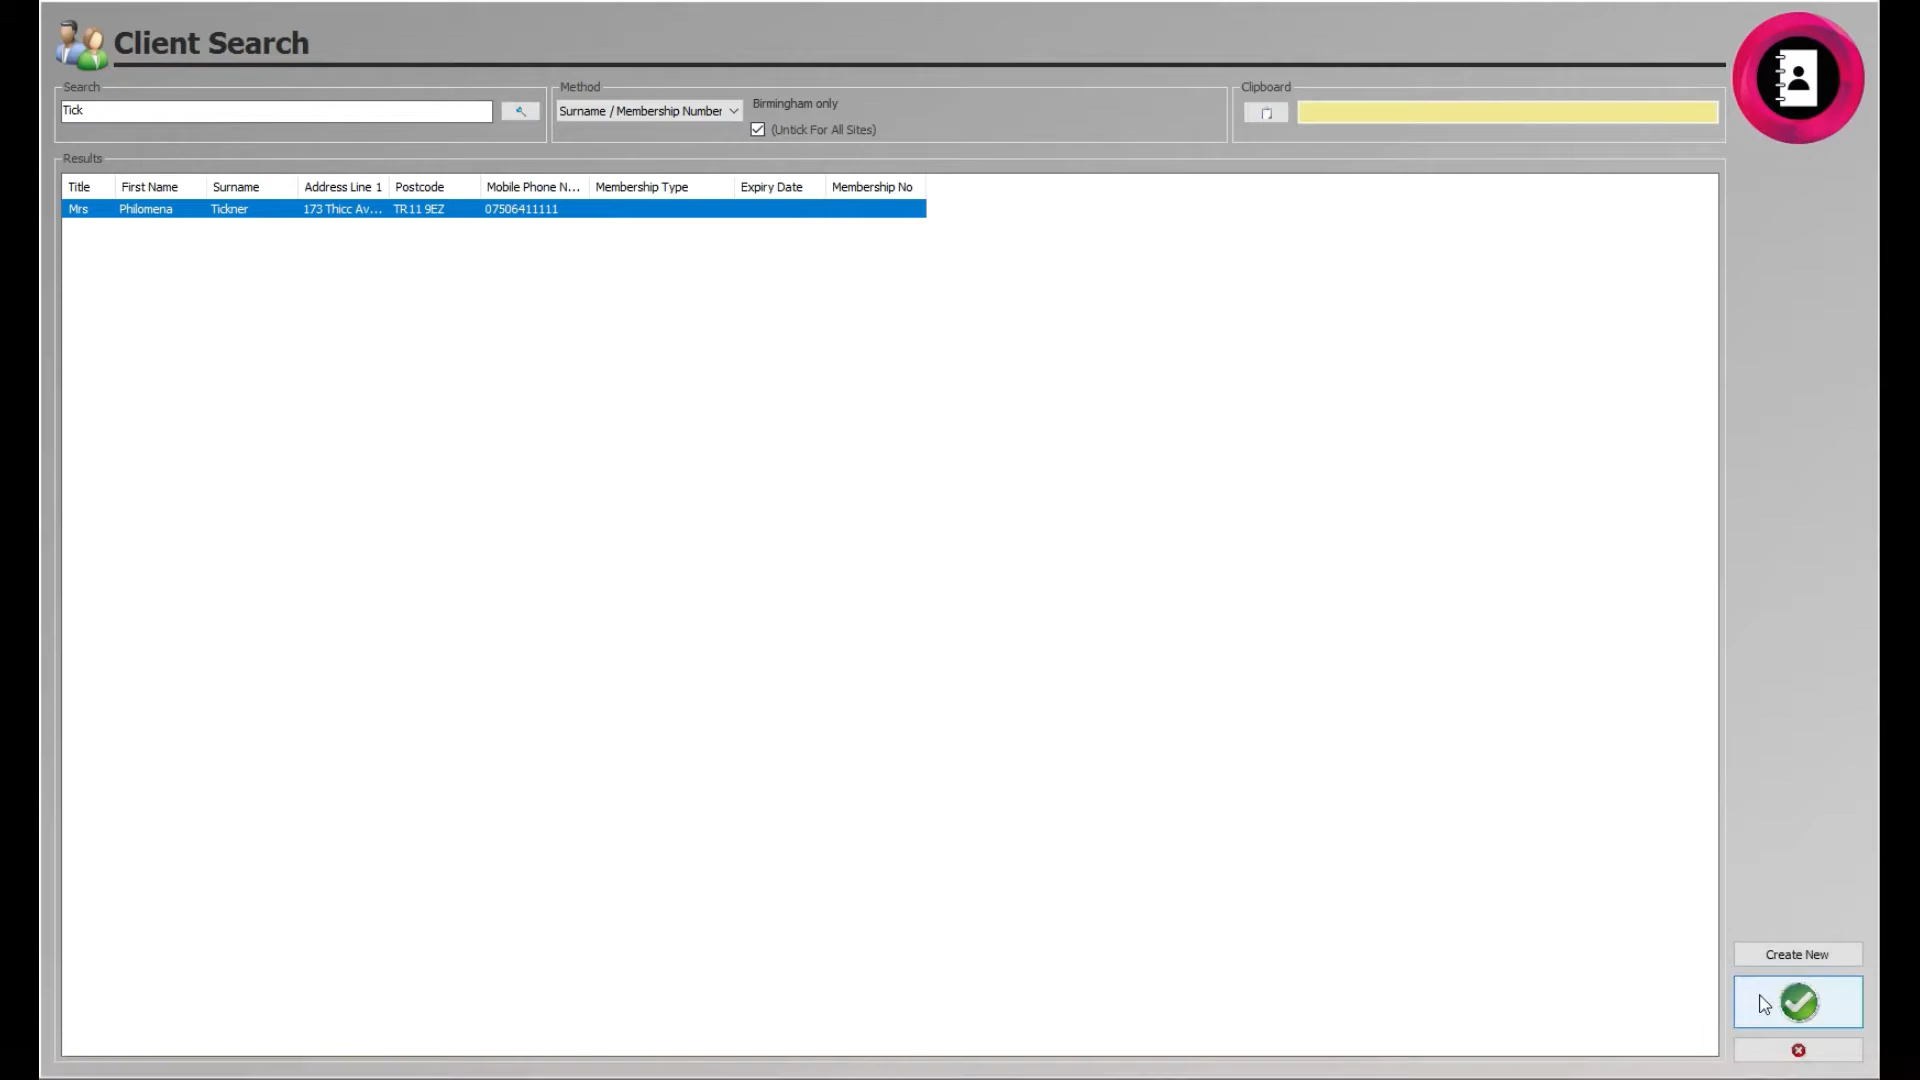 Client Search
Search
Tick
Method
Surname / Membership Number
Birmingham only
(Untick For All Sites)
Clipboard
Results
Title First Name Surname Address Line 1 Postcode Mobile Phone N... Membership Type Expiry Date Membership No
Mrs Philomena Tickner 173 Thicc Av... TR11 9EZ 07506411111
Create New